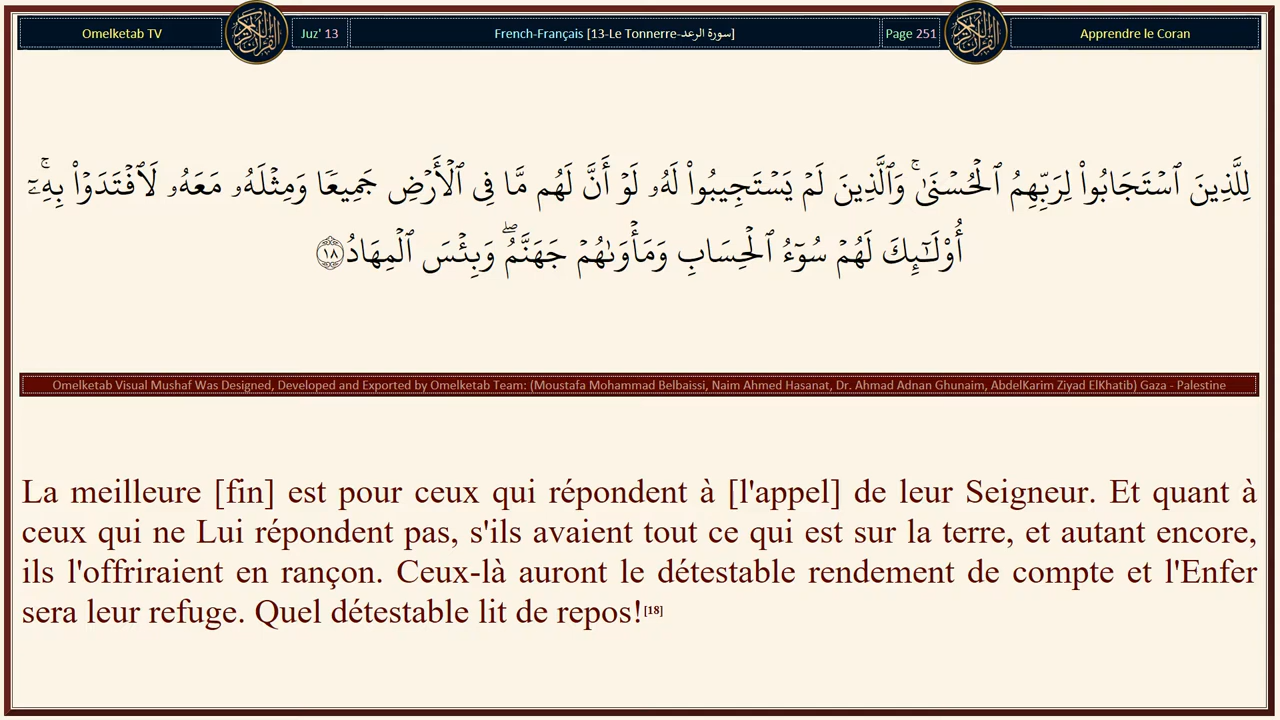 Omelketab TV
Juz' 13
French-Français [13-Le Tonnerre-سورة الرعد]
Page 251
Apprendre le Coran
لِلَّذِينَ ٱسۡتَجَابُواْ لِرَبِّهِمُ ٱلۡحُسۡنَىٰۚ وَٱلَّذِينَ لَمۡ يَسۡتَجِيبُواْ لَهُۥ لَوۡ أَنَّ لَهُم مَّا فِي ٱلۡأَرۡضِ جَمِيعٗا وَمِثۡلَهُۥ مَعَهُۥ لَٱفۡتَدَوۡاْ بِهِۦٓۚ
أُوْلَٰٓئِكَ لَهُمۡ سُوٓءُ ٱلۡحِسَابِ وَمَأۡوَىٰهُمۡ جَهَنَّمُۖ وَبِئۡسَ ٱلۡمِهَادُ ١٨
Omelketab Visual Mushaf Was Designed, Developed and Exported by Omelketab Team: (Moustafa Mohammad Belbaissi, Naim Ahmed Hasanat, Dr. Ahmad Adnan Ghunaim, AbdelKarim Ziyad ElKhatib) Gaza - Palestine
La meilleure [fin] est pour ceux qui répondent à [l'appel] de leur Seigneur. Et quant à
ceux qui ne Lui répondent pas, s'ils avaient tout ce qui est sur la terre, et autant encore,
ils l'offriraient en rançon. Ceux-là auront le détestable rendement de compte et l'Enfer
sera leur refuge. Quel détestable lit de repos![18]